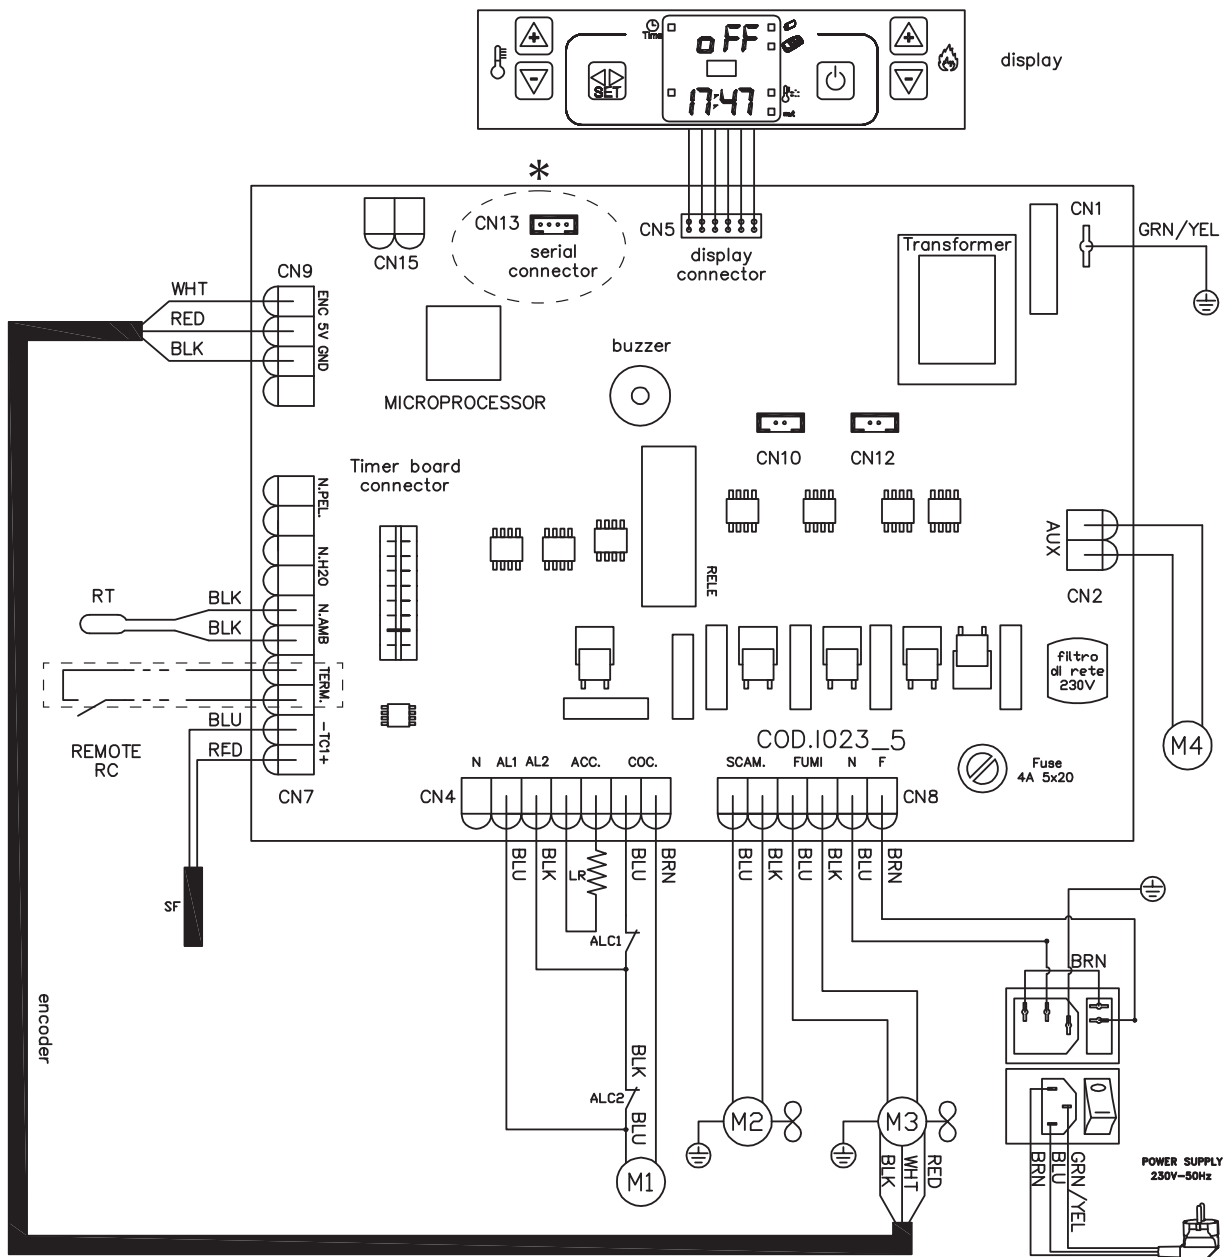 Time
OFF
SET
17:47
display
*
CN13
serial
connector
CN5
display
connector
CN15
CN1
GRN/YEL
Transformer
CN9
WHT
RED
BLK
ENC
5V
GND
MICROPROCESSOR
buzzer
CN10
CN12
Timer board
connector
N.PEL.
N.H2O
N.AMB
TERM.
-TC1+
RT
BLK
BLK
BLU
RED
REMOTE
RC
CN7
SF
RELE
AUX
CN2
filtro
di rete
230V
M4
COD.I023_5
Fuse
4A 5x20
N AL1 AL2 ACC. COC.
CN4
SCAM. FUMI N F
CN8
BLU
BLK
LR
BLU
BRN
BLU
BLK
BLU
BLK
BLU
BRN
ALC1
BRN
encoder
BLK
ALC2
BLU
M1
M2
M3
BLK
WHT
RED
BRN
BLU
GRN/YEL
POWER SUPPLY
230V-50Hz